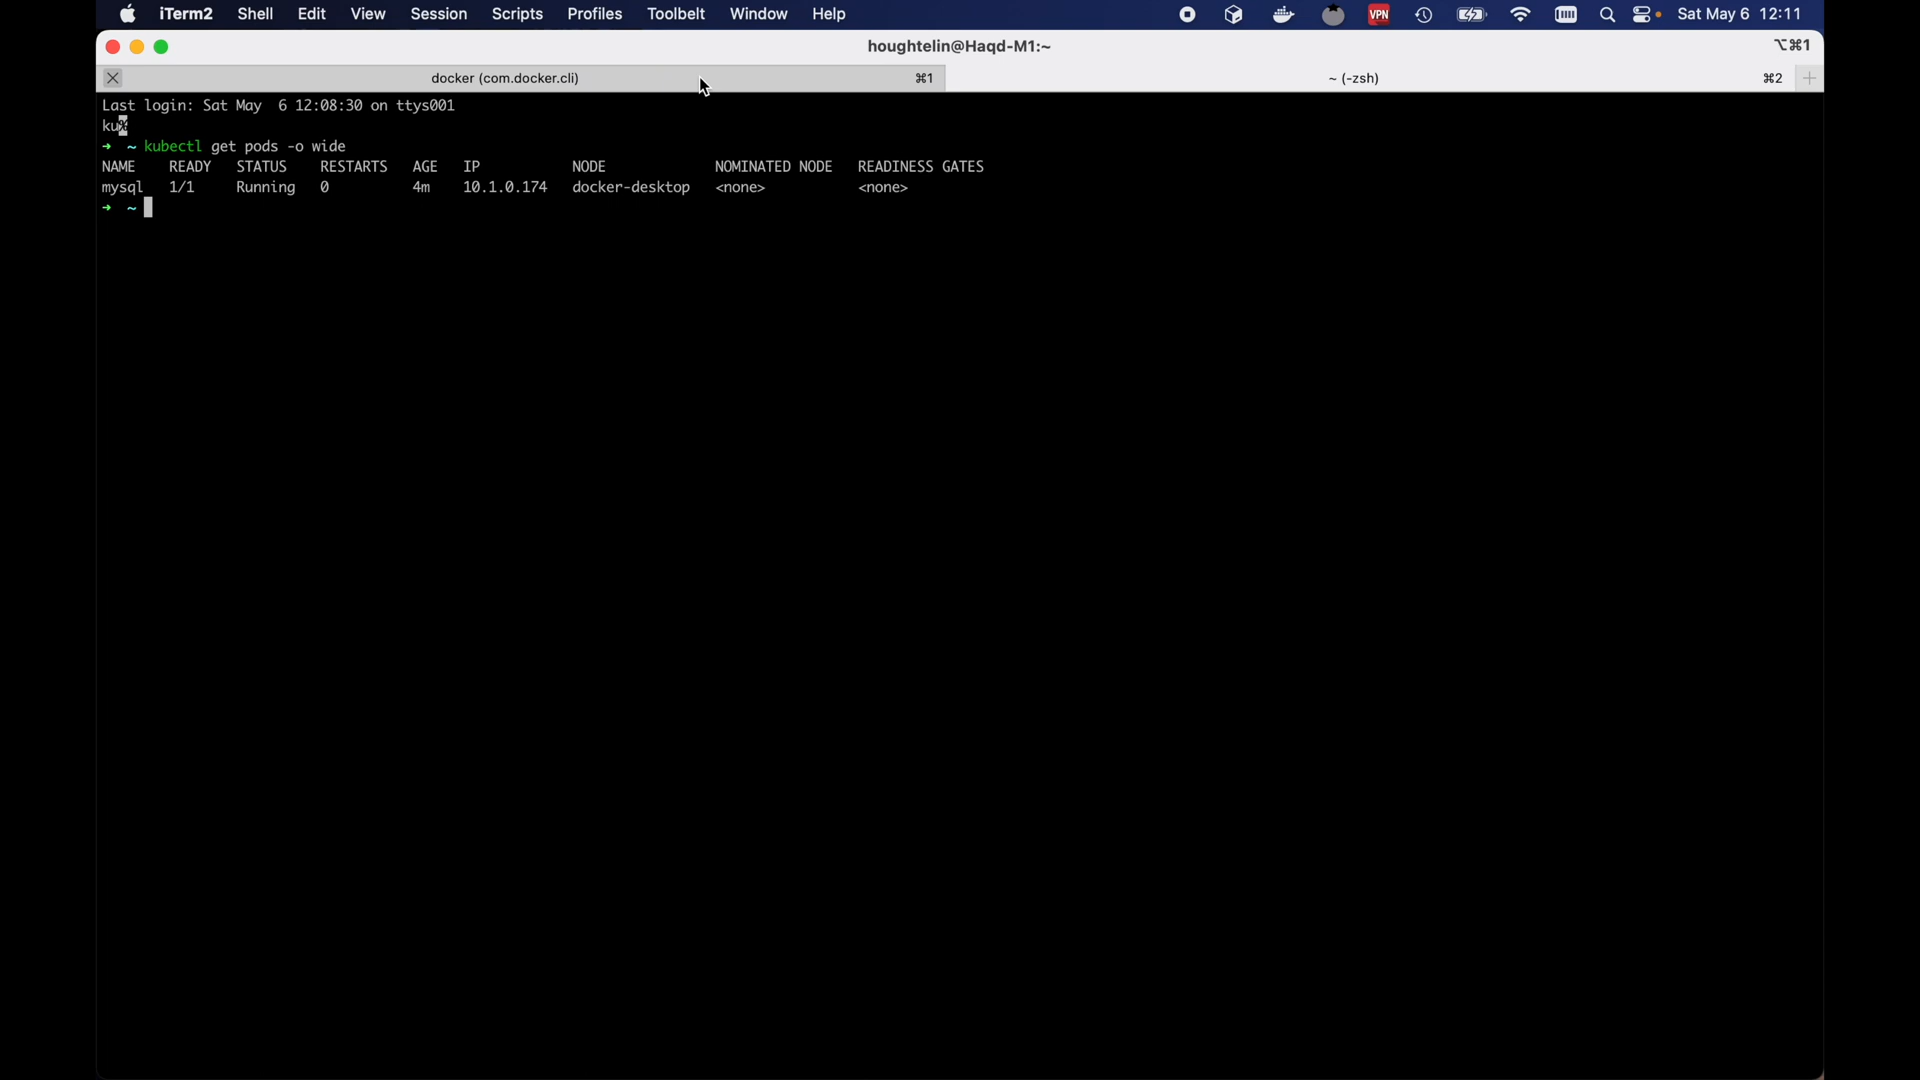 iTerm2 Shell Edit View Session Scripts Profiles Toolbelt Window Help VPN Sat May 6 12:11
houghtelin@Haqd-M1:~ ⌥⌘1
docker (com.docker.cli) ⌘1 ~ (-zsh) ⌘2
Last login: Sat May  6 12:08:30 on ttys001
ku%
➜ ~ kubectl get pods -o wide
NAME READY STATUS RESTARTS AGE IP NODE NOMINATED NODE READINESS GATES
mysql 1/1 Running 0 4m 10.1.0.174 docker-desktop <none> <none>
➜ ~